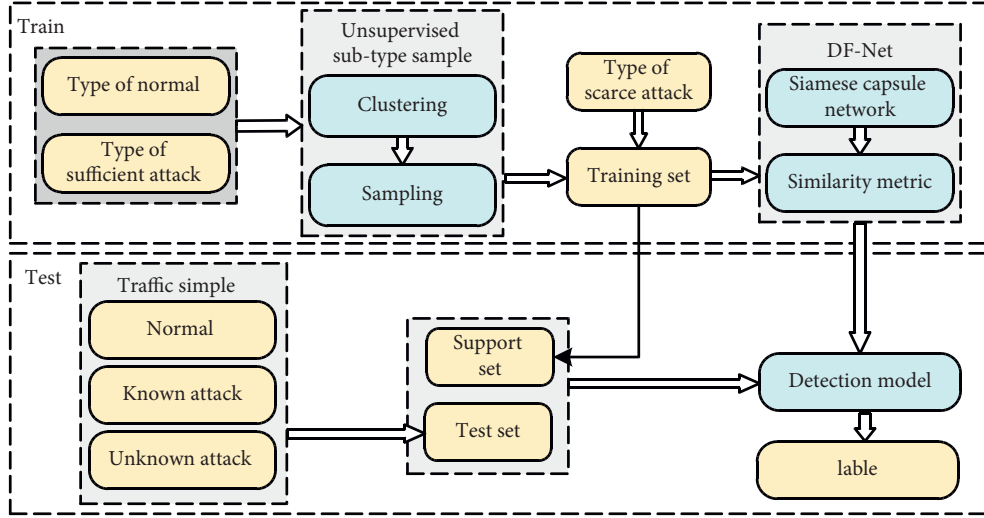 Train
Type of normal
Type of
sufficient attack
Unsupervised
sub-type sample
Clustering
Sampling
Type of
scarce attack
Training set
DF-Net
Siamese capsule
network
Similarity metric
Test
Traffic simple
Normal
Known attack
Unknown attack
Support
set
Test set
Detection model
lable